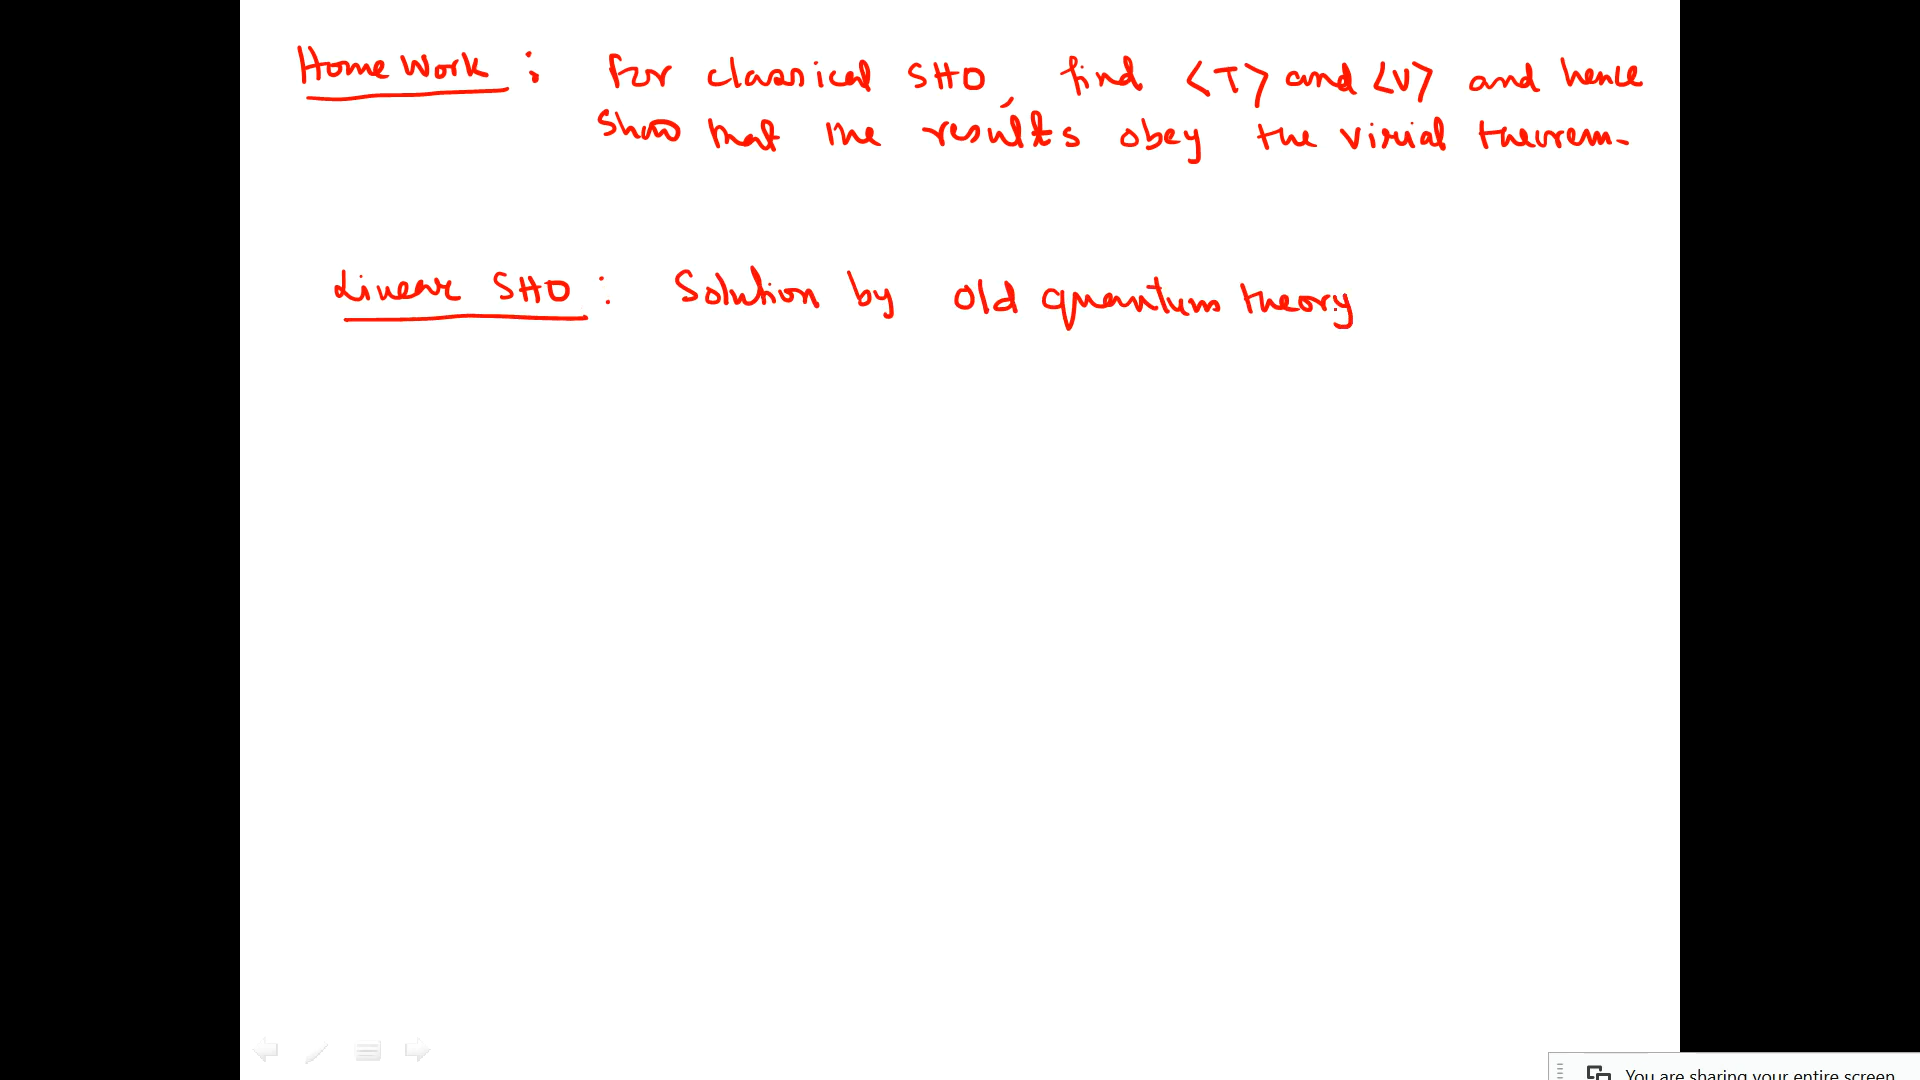 Home Work : For classical SHO, find <T> and <V> and hence
show that the results obey the virial theorem.
Linear SHO : Solution by old quantum theory
You are sharing your entire screen